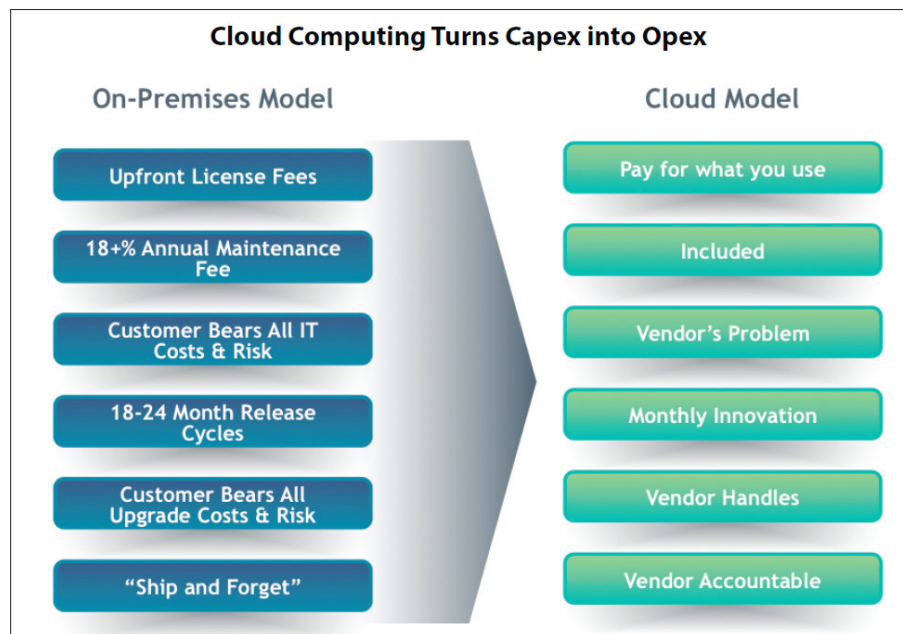 Cloud Computing Turns Capex into Opex
On-Premises Model
Cloud Model
Upfront License Fees
Pay for what you use
18+% Annual Maintenance
Fee
Included
Customer Bears All IT
Costs & Risk
Vendor's Problem
18-24 Month Release
Cycles
Monthly Innovation
Customer Bears All
Upgrade Costs & Risk
Vendor Handles
“Ship and Forget”
Vendor Accountable